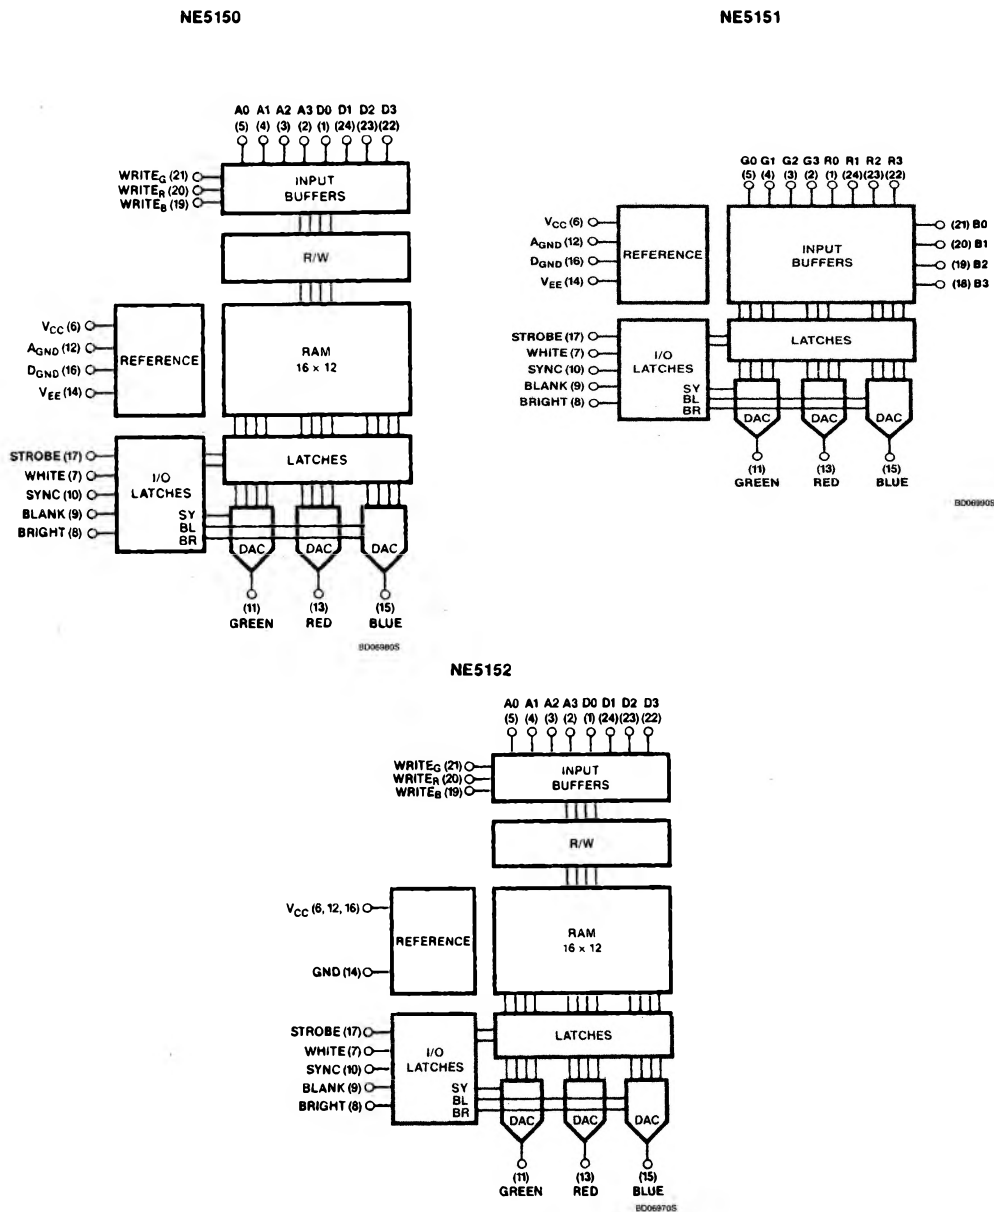 NE5150
A0 A1 A2 A3 D0 D1 D2 D3
(5) (4) (3) (2) (1) (24) (23) (22)
WRITEG (21)
WRITER (20)
WRITEB (19)
INPUT
BUFFERS
R/W
VCC (6)
AGND (12)
DGND (16)
VEE (14)
REFERENCE
RAM
16 × 12
STROBE (17)
WHITE (7)
SYNC (10)
BLANK (9)
BRIGHT (8)
I/O
LATCHES
SY
BL
BR
LATCHES
DAC DAC DAC
(11) (13) (15)
GREEN RED BLUE
BD06980S
NE5151
G0 G1 G2 G3 R0 R1 R2 R3
(5) (4) (3) (2) (1) (24) (23) (22)
VCC (6)
AGND (12)
DGND (16)
VEE (14)
REFERENCE
INPUT
BUFFERS
(21) B0
(20) B1
(19) B2
(18) B3
STROBE (17)
WHITE (7)
SYNC (10)
BLANK (9)
BRIGHT (8)
I/O
LATCHES
SY
BL
BR
LATCHES
DAC DAC DAC
(11) (13) (15)
GREEN RED BLUE
BD06990S
NE5152
A0 A1 A2 A3 D0 D1 D2 D3
(5) (4) (3) (2) (1) (24) (23) (22)
WRITEG (21)
WRITER (20)
WRITEB (19)
INPUT
BUFFERS
R/W
VCC (6, 12, 16)
GND (14)
REFERENCE
RAM
16 × 12
STROBE (17)
WHITE (7)
SYNC (10)
BLANK (9)
BRIGHT (8)
I/O
LATCHES
SY
BL
BR
LATCHES
DAC DAC DAC
(11) (13) (15)
GREEN RED BLUE
BD06970S